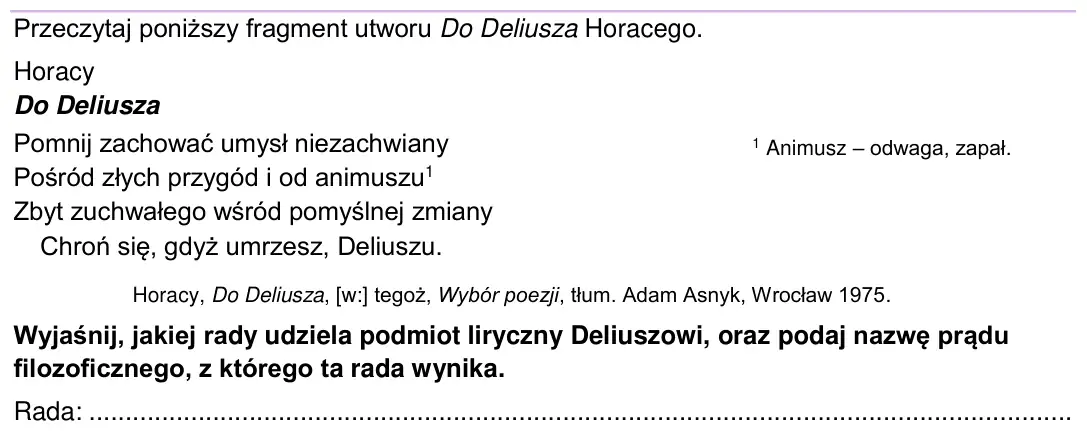 Przeczytaj poniższy fragment utworu Do Deliusza Horacego.
Horacy
Do Deliusza
Pomnij zachować umysł niezachwiany
¹ Animusz – odwaga, zapał.
Pośród złych przygód i od animuszu¹
Zbyt zuchwałego wśród pomyślnej zmiany
Chroń się, gdyż umrzesz, Deliuszu.
Horacy, Do Deliusza, [w:] tegoż, Wybór poezji, tłum. Adam Asnyk, Wrocław 1975.
Wyjaśnij, jakiej rady udziela podmiot liryczny Deliuszowi, oraz podaj nazwę prądu
filozoficznego, z którego ta rada wynika.
Rada: ........................................................................................................................................